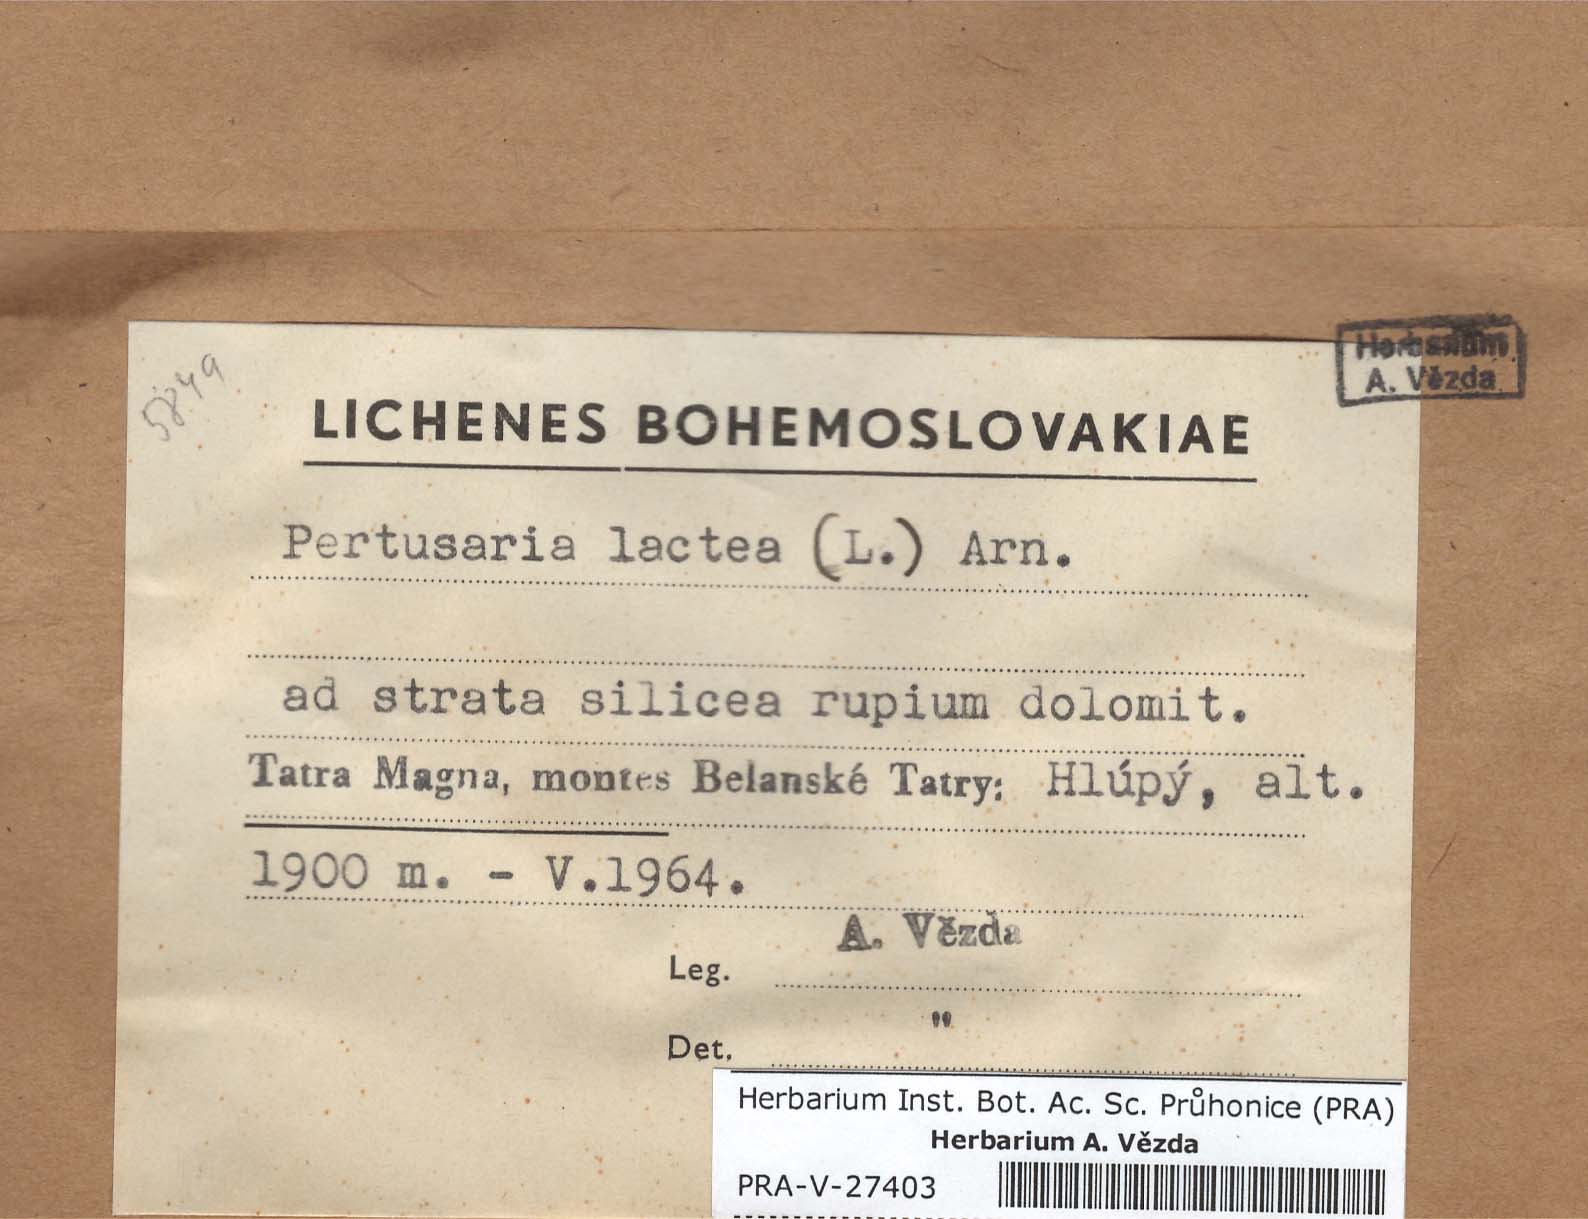 5849
Herbarium
A. Vězda
LICHENES BOHEMOSLOVAKIAE
Pertusaria lactea (L.) Arn.
ad strata silicea rupium dolomit.
Tatra Magna, montes Belanské Tatry: Hlúpý, alt.
1900 m. - V.1964.
A. Vězda
Leg.
"
Det.
Herbarium Inst. Bot. Ac. Sc. Průhonice (PRA)
Herbarium A. Vězda
PRA-V-27403